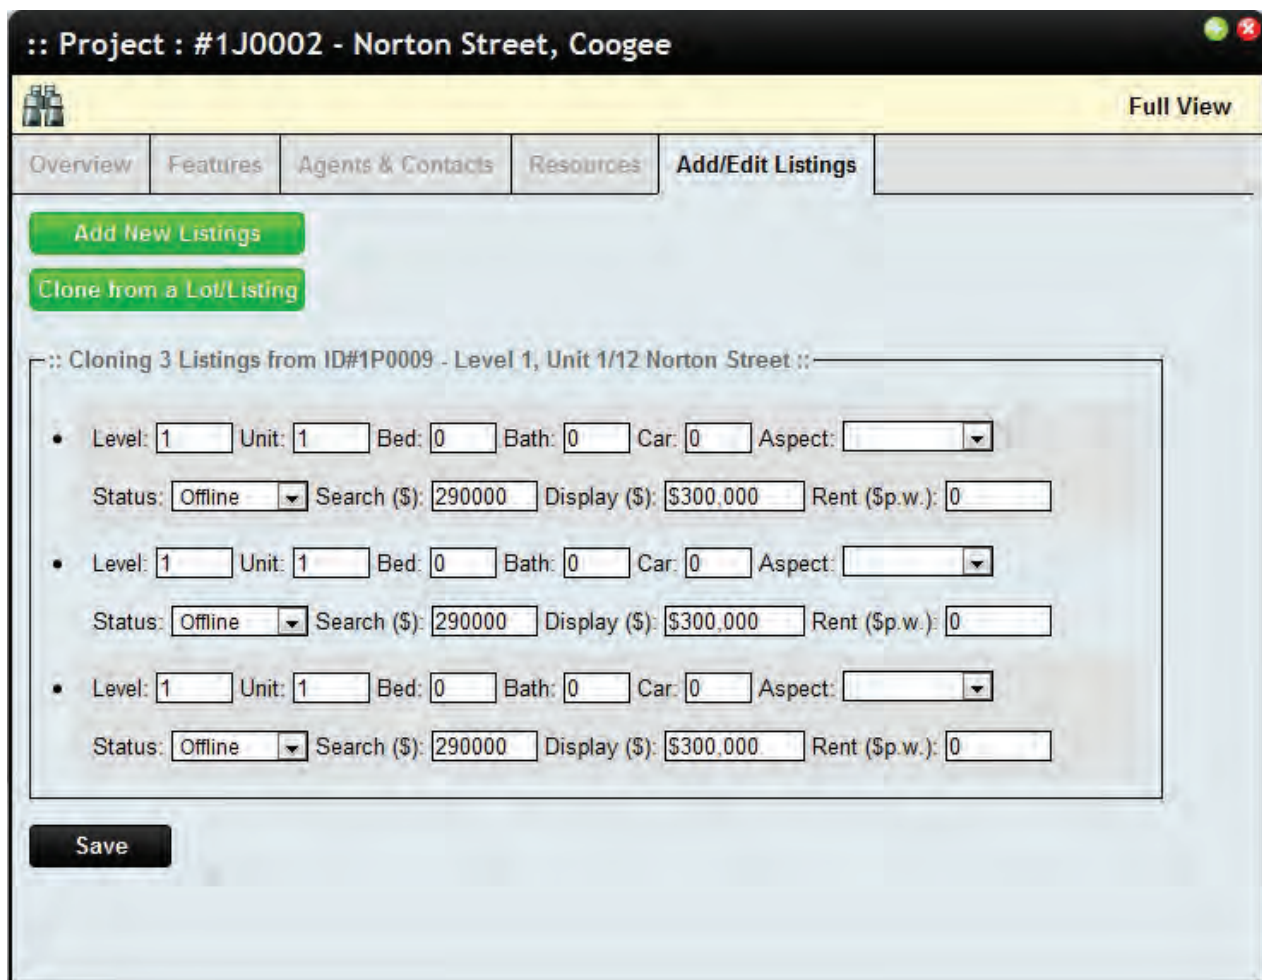 :: Project : #1J0002 - Norton Street, Coogee
Full View
Overview Features Agents & Contacts Resources Add/Edit Listings
Add New Listings
Clone from a Lot/Listing
:: Cloning 3 Listings from ID#1P0009 - Level 1, Unit 1/12 Norton Street ::
• Level: 1 Unit: 1 Bed: 0 Bath: 0 Car: 0 Aspect:
Status: Offline Search ($): 290000 Display ($): $300,000 Rent ($p.w.): 0
• Level: 1 Unit: 1 Bed: 0 Bath: 0 Car: 0 Aspect:
Status: Offline Search ($): 290000 Display ($): $300,000 Rent ($p.w.): 0
• Level: 1 Unit: 1 Bed: 0 Bath: 0 Car: 0 Aspect:
Status: Offline Search ($): 290000 Display ($): $300,000 Rent ($p.w.): 0
Save